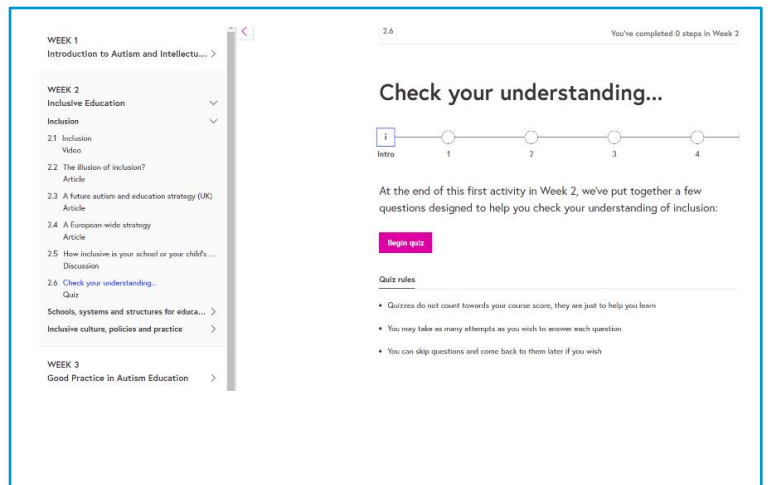 WEEK 1
Introduction to Autism and Intellectu...
WEEK 2
Inclusive Education
Inclusion
2.1 Inclusion
Video
2.2 The illusion of inclusion?
Article
2.3 A future autism and education strategy (UK)
Article
2.4 A European-wide strategy
Article
2.5 How inclusive is your school or your child's ...
Discussion
2.6 Check your understanding...
Quiz
Schools, systems and structures for educa...
Inclusive culture, policies and practice
WEEK 3
Good Practice in Autism Education
2.6
You've completed 0 steps in Week 2
Check your understanding...
i
Intro 1 2 3 4
At the end of this first activity in Week 2, we've put together a few
questions designed to help you check your understanding of inclusion:
Begin quiz
Quiz rules
• Quizzes do not count towards your course score, they are just to help you learn
• You may take as many attempts as you wish to answer each question
• You can skip questions and come back to them later if you wish